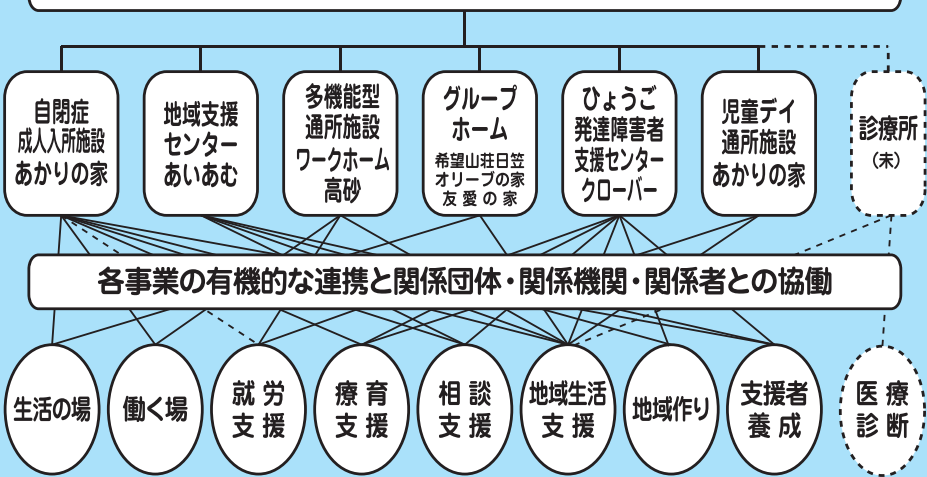 自閉症
成人入所施設
あかりの家
地域支援
センター
あいあむ
多機能型
通所施設
ワークホーム
高砂
グループ
ホーム
希望山荘日笠
オリーブの家
友愛の家
ひょうご
発達障害者
支援センター
クローバー
児童デイ
通所施設
あかりの家
診療所
（未）
各事業の有機的な連携と関係団体・関係機関・関係者との協働
生活の場
働く場
就労
支援
療育
支援
相談
支援
地域生活
支援
地域作り
支援者
養成
医療
診断